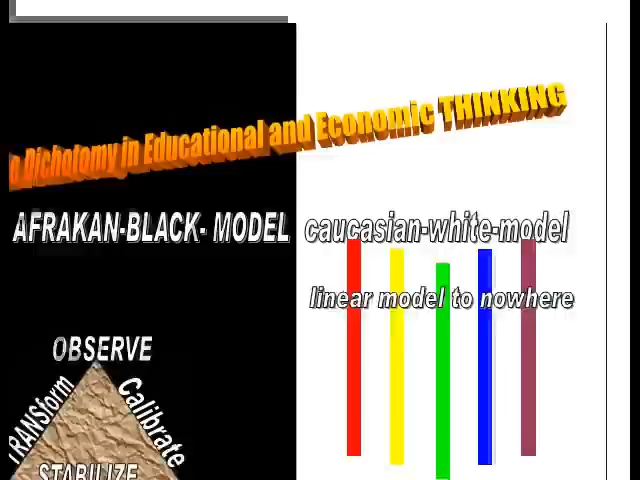 Dichotomy in Educational and Economic THINKING
AFRAKAN-BLACK- MODEL
caucasian-white-model
linear model to nowhere
OBSERVE
TRANSform
Calibrate
STABILIZE